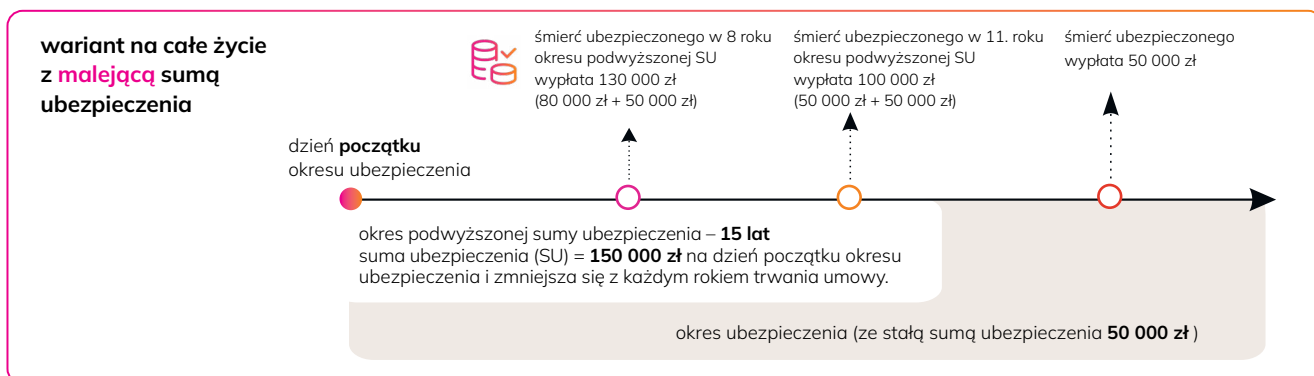 wariant na całe życie
z malejącą sumą
ubezpieczenia
śmierć ubezpieczonego w 8 roku
okresu podwyższonej SU
wypłata 130 000 zł
(80 000 zł + 50 000 zł)
śmierć ubezpieczonego w 11. roku
okresu podwyższonej SU
wypłata 100 000 zł
(50 000 zł + 50 000 zł)
śmierć ubezpieczonego
wypłata 50 000 zł
dzień początku
okresu ubezpieczenia
okres podwyższonej sumy ubezpieczenia – 15 lat
suma ubezpieczenia (SU) = 150 000 zł na dzień początku okresu
ubezpieczenia i zmniejsza się z każdym rokiem trwania umowy.
okres ubezpieczenia (ze stałą sumą ubezpieczenia 50 000 zł )